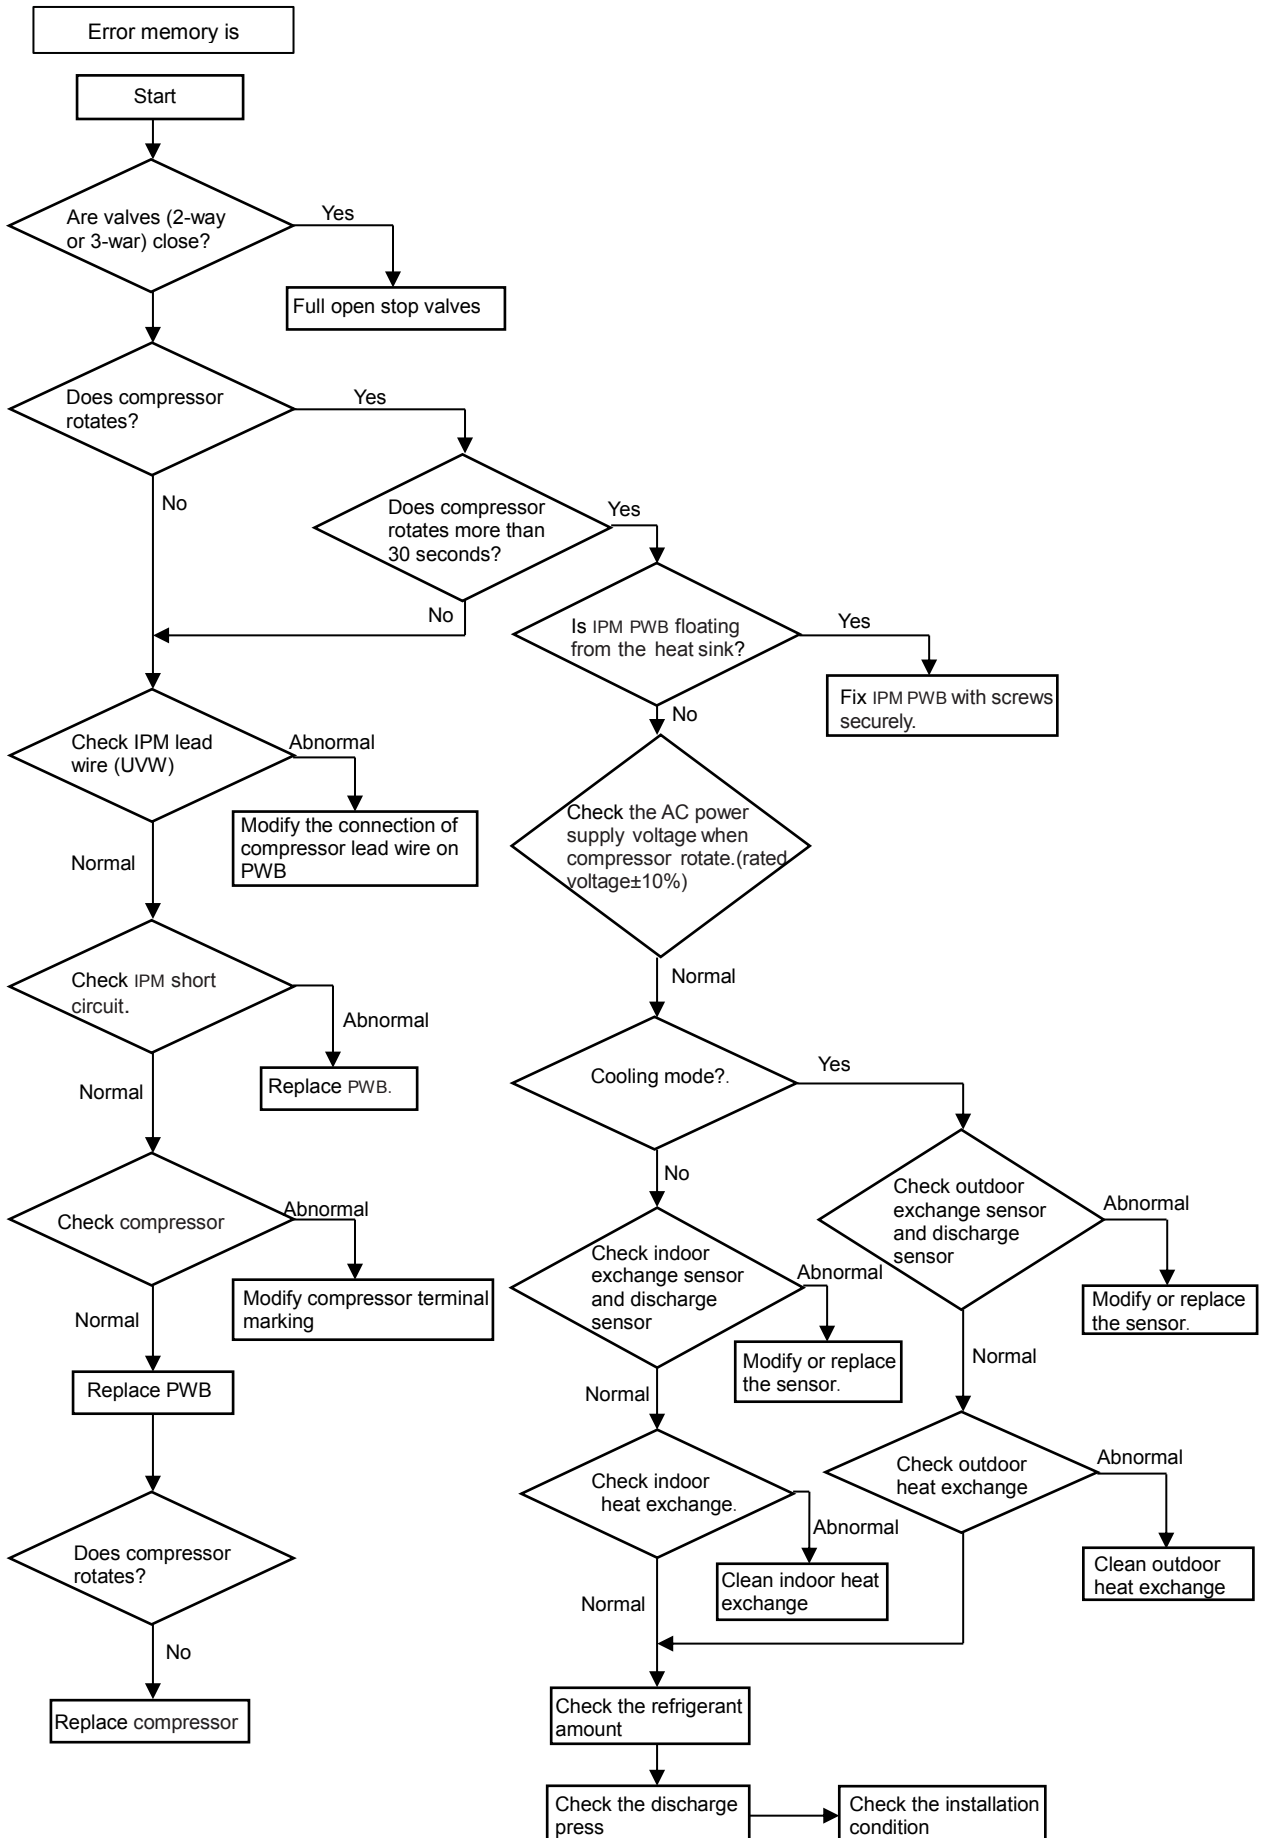 Error memory is
Start
Are valves (2-way
or 3-war) close?
Yes
Full open stop valves
Does compressor
rotates?
Yes
No
Does compressor
rotates more than
30 seconds?
Yes
No
Is IPM PWB floating
from the heat sink?
Yes
Fix IPM PWB with screws
securely.
No
Check IPM lead
wire (UVW)
Abnormal
Modify the connection of
compressor lead wire on
PWB
Normal
Check the AC power
supply voltage when
compressor rotate.(rated
voltage±10%)
Normal
Check IPM short
circuit.
Abnormal
Replace PWB.
Normal
Cooling mode?.
Yes
No
Check compressor
Abnormal
Modify compressor terminal
marking
Normal
Check indoor
exchange sensor
and discharge
sensor
Abnormal
Modify or replace
the sensor.
Normal
Check outdoor
exchange sensor
and discharge
sensor
Abnormal
Modify or replace
the sensor.
Normal
Replace PWB
Check indoor
heat exchange.
Abnormal
Clean indoor heat
exchange
Normal
Check outdoor
heat exchange
Abnormal
Clean outdoor
heat exchange
Does compressor
rotates?
No
Replace compressor
Check the refrigerant
amount
Check the discharge
press
Check the installation
condition